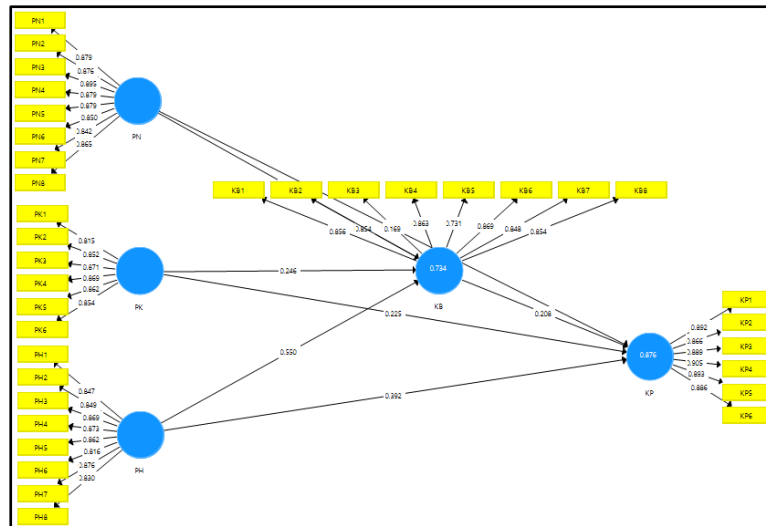 PN1
PN2
PN3
PN4
PN5
PN6
PN7
PN8
0.879
0.876
0.895
0.879
0.879
0.850
0.842
0.865
PN
KB1
KB2
KB3
KB4
KB5
KB6
KB7
KB8
0.856
0.854
0.169
0.863
0.731
0.869
0.848
0.854
0.734
KB
PK1
PK2
PK3
PK4
PK5
PK6
0.815
0.852
0.871
0.869
0.862
0.854
PK
0.246
0.225
0.208
0.550
0.392
KP1
KP2
KP3
KP4
KP5
KP6
0.892
0.866
0.889
0.905
0.893
0.886
0.876
KP
PH1
PH2
PH3
PH4
PH5
PH6
PH7
PH8
0.847
0.849
0.869
0.873
0.862
0.816
0.876
0.830
PH